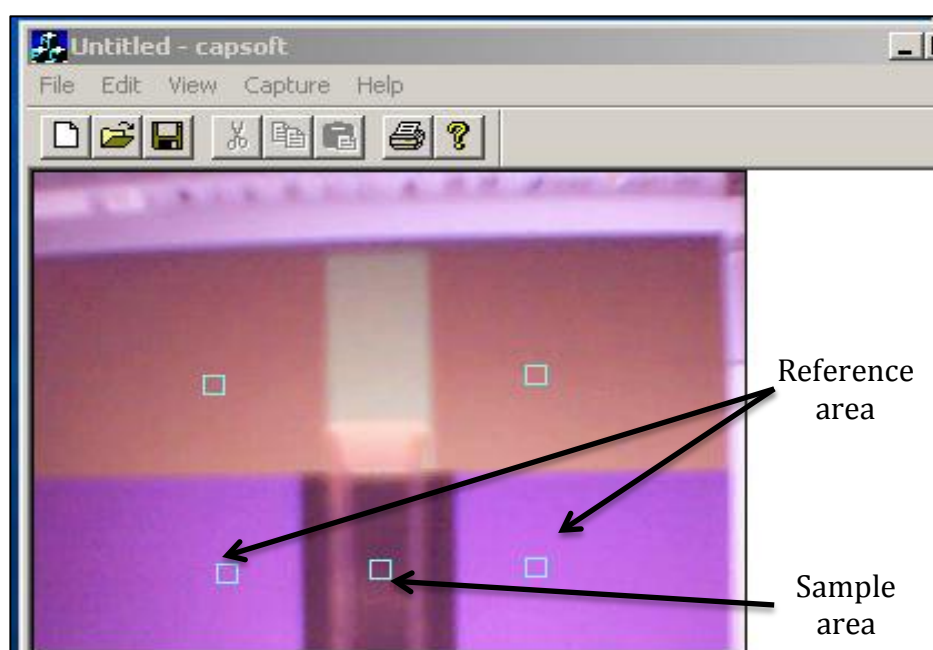 Untitled - capsoft
File Edit View Capture Help
Reference
area
Sample
area